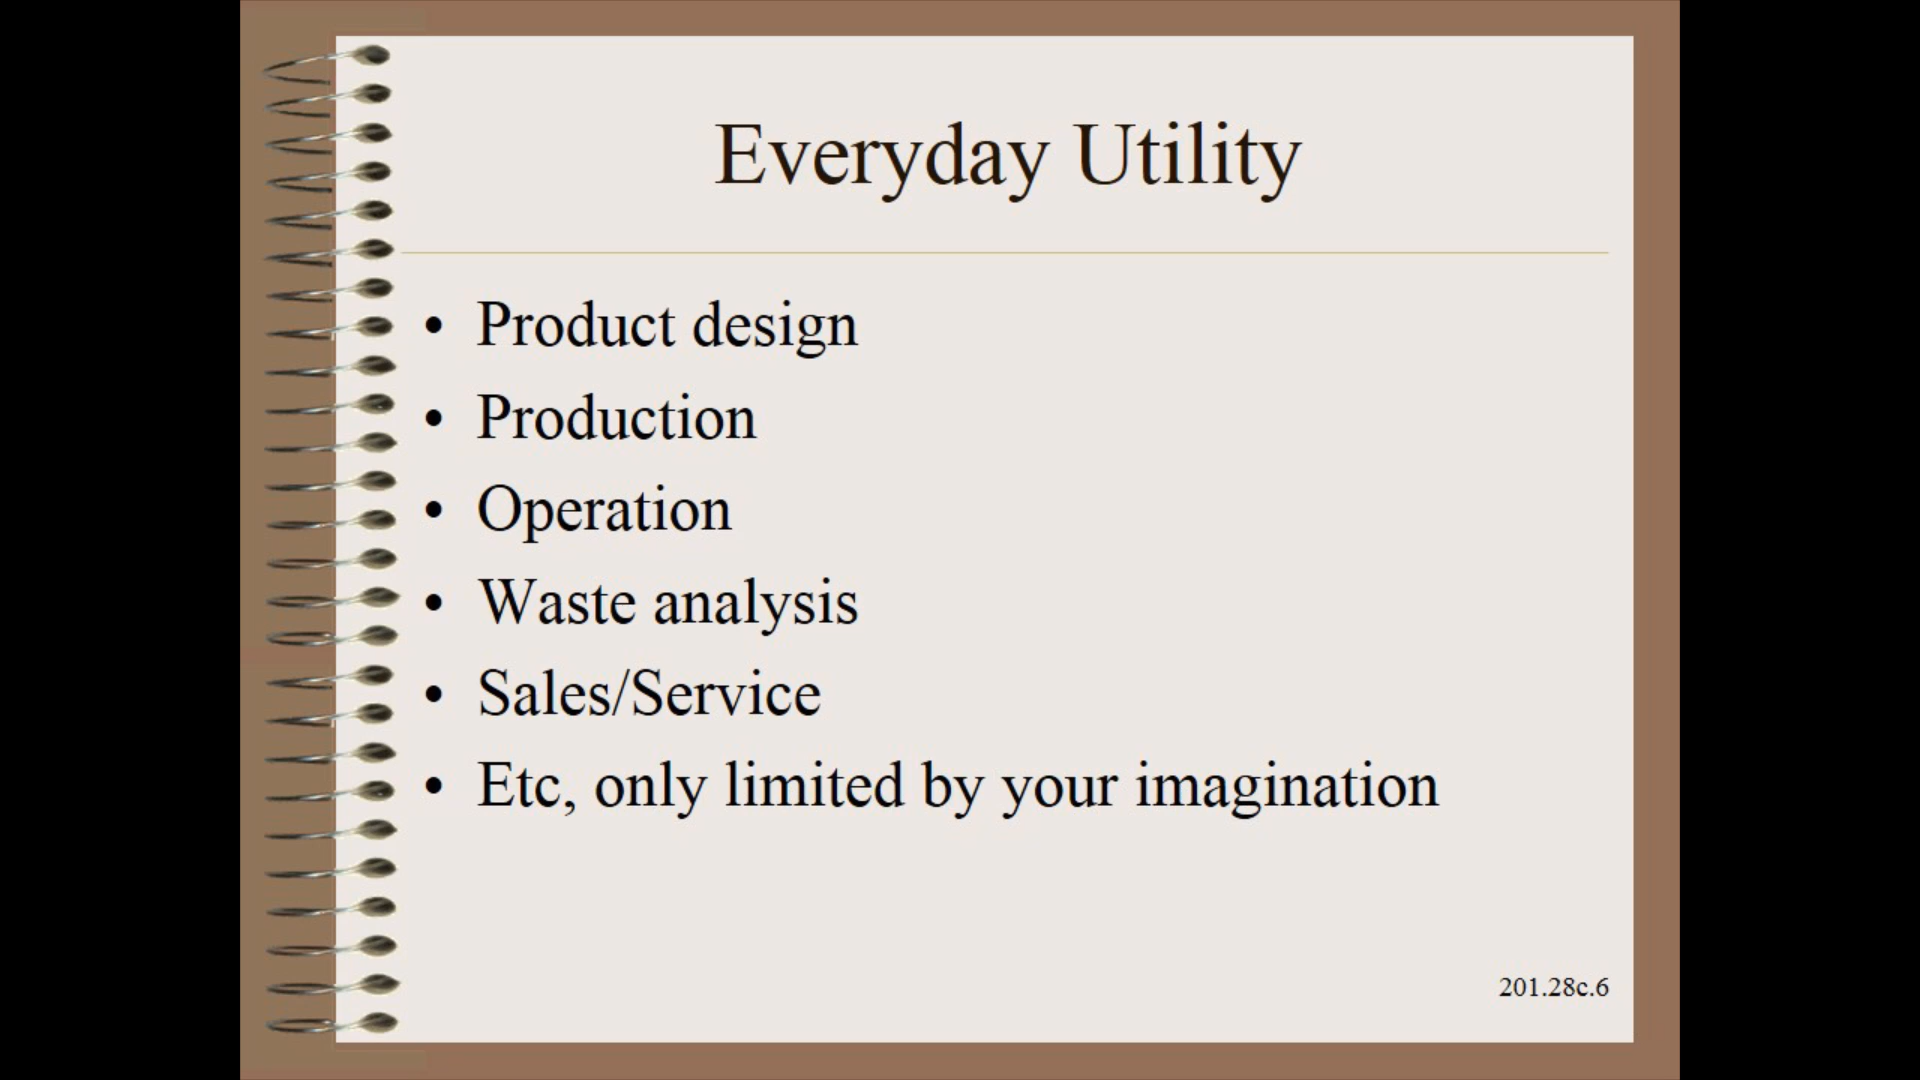 Everyday Utility
• Product design
• Production
• Operation
• Waste analysis
• Sales/Service
• Etc, only limited by your imagination
201.28c.6